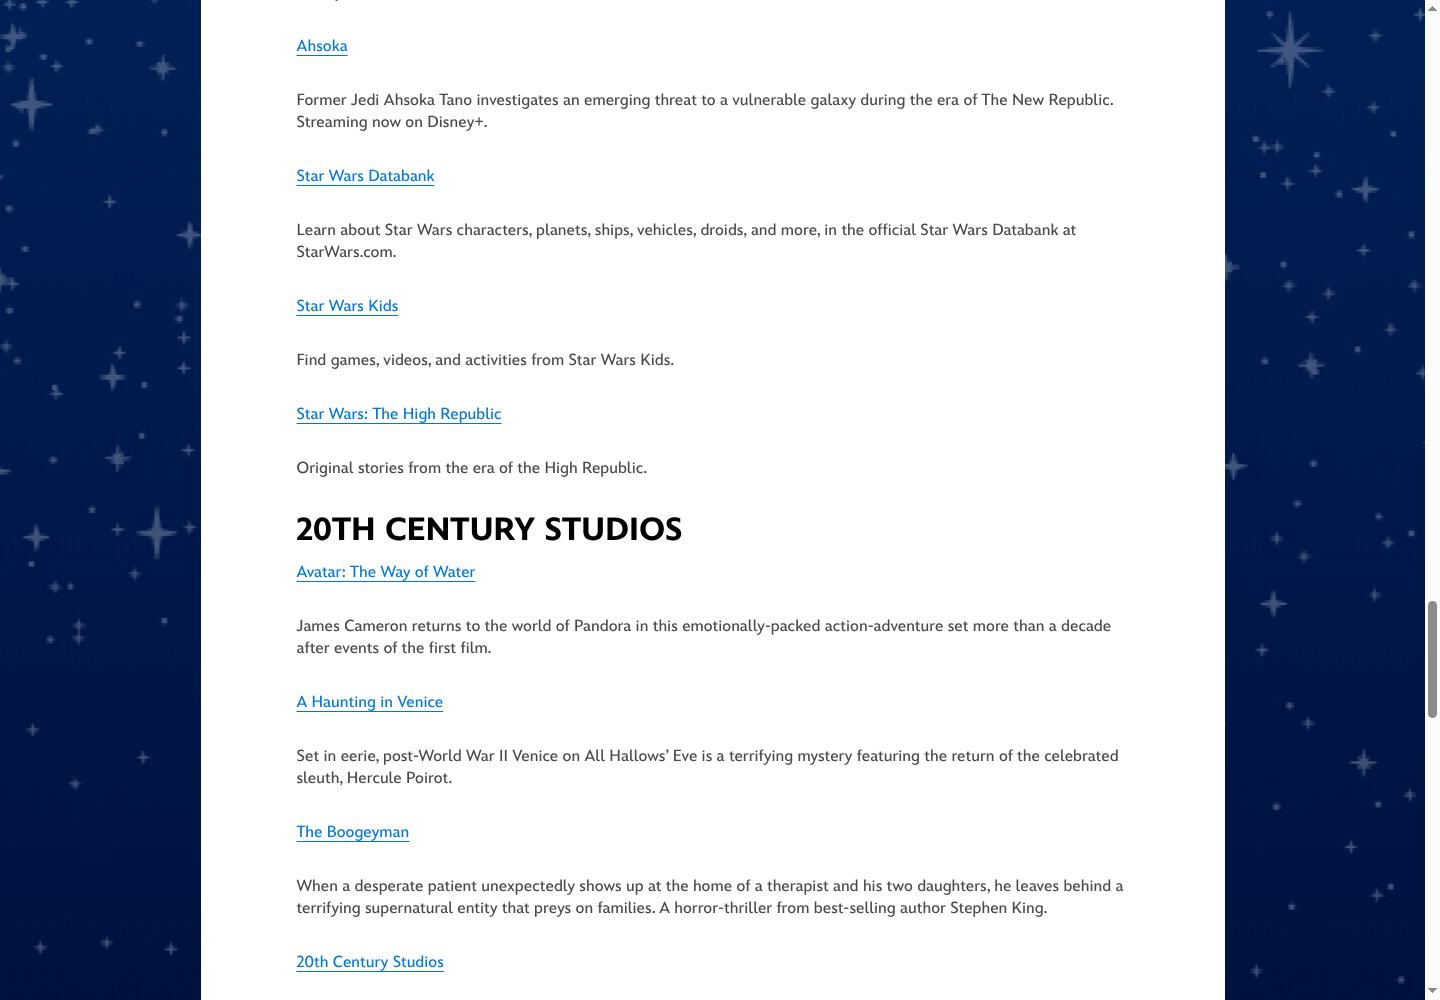 Ahsoka
Former Jedi Ahsoka Tano investigates an emerging threat to a vulnerable galaxy during the era of The New Republic.
Streaming now on Disney+.
Star Wars Databank
Learn about Star Wars characters, planets, ships, vehicles, droids, and more, in the official Star Wars Databank at
StarWars.com.
Star Wars Kids
Find games, videos, and activities from Star Wars Kids.
Star Wars: The High Republic
Original stories from the era of the High Republic.
20TH CENTURY STUDIOS
Avatar: The Way of Water
James Cameron returns to the world of Pandora in this emotionally-packed action-adventure set more than a decade
after events of the first film.
A Haunting in Venice
Set in eerie, post-World War II Venice on All Hallows’ Eve is a terrifying mystery featuring the return of the celebrated
sleuth, Hercule Poirot.
The Boogeyman
When a desperate patient unexpectedly shows up at the home of a therapist and his two daughters, he leaves behind a
terrifying supernatural entity that preys on families. A horror-thriller from best-selling author Stephen King.
20th Century Studios